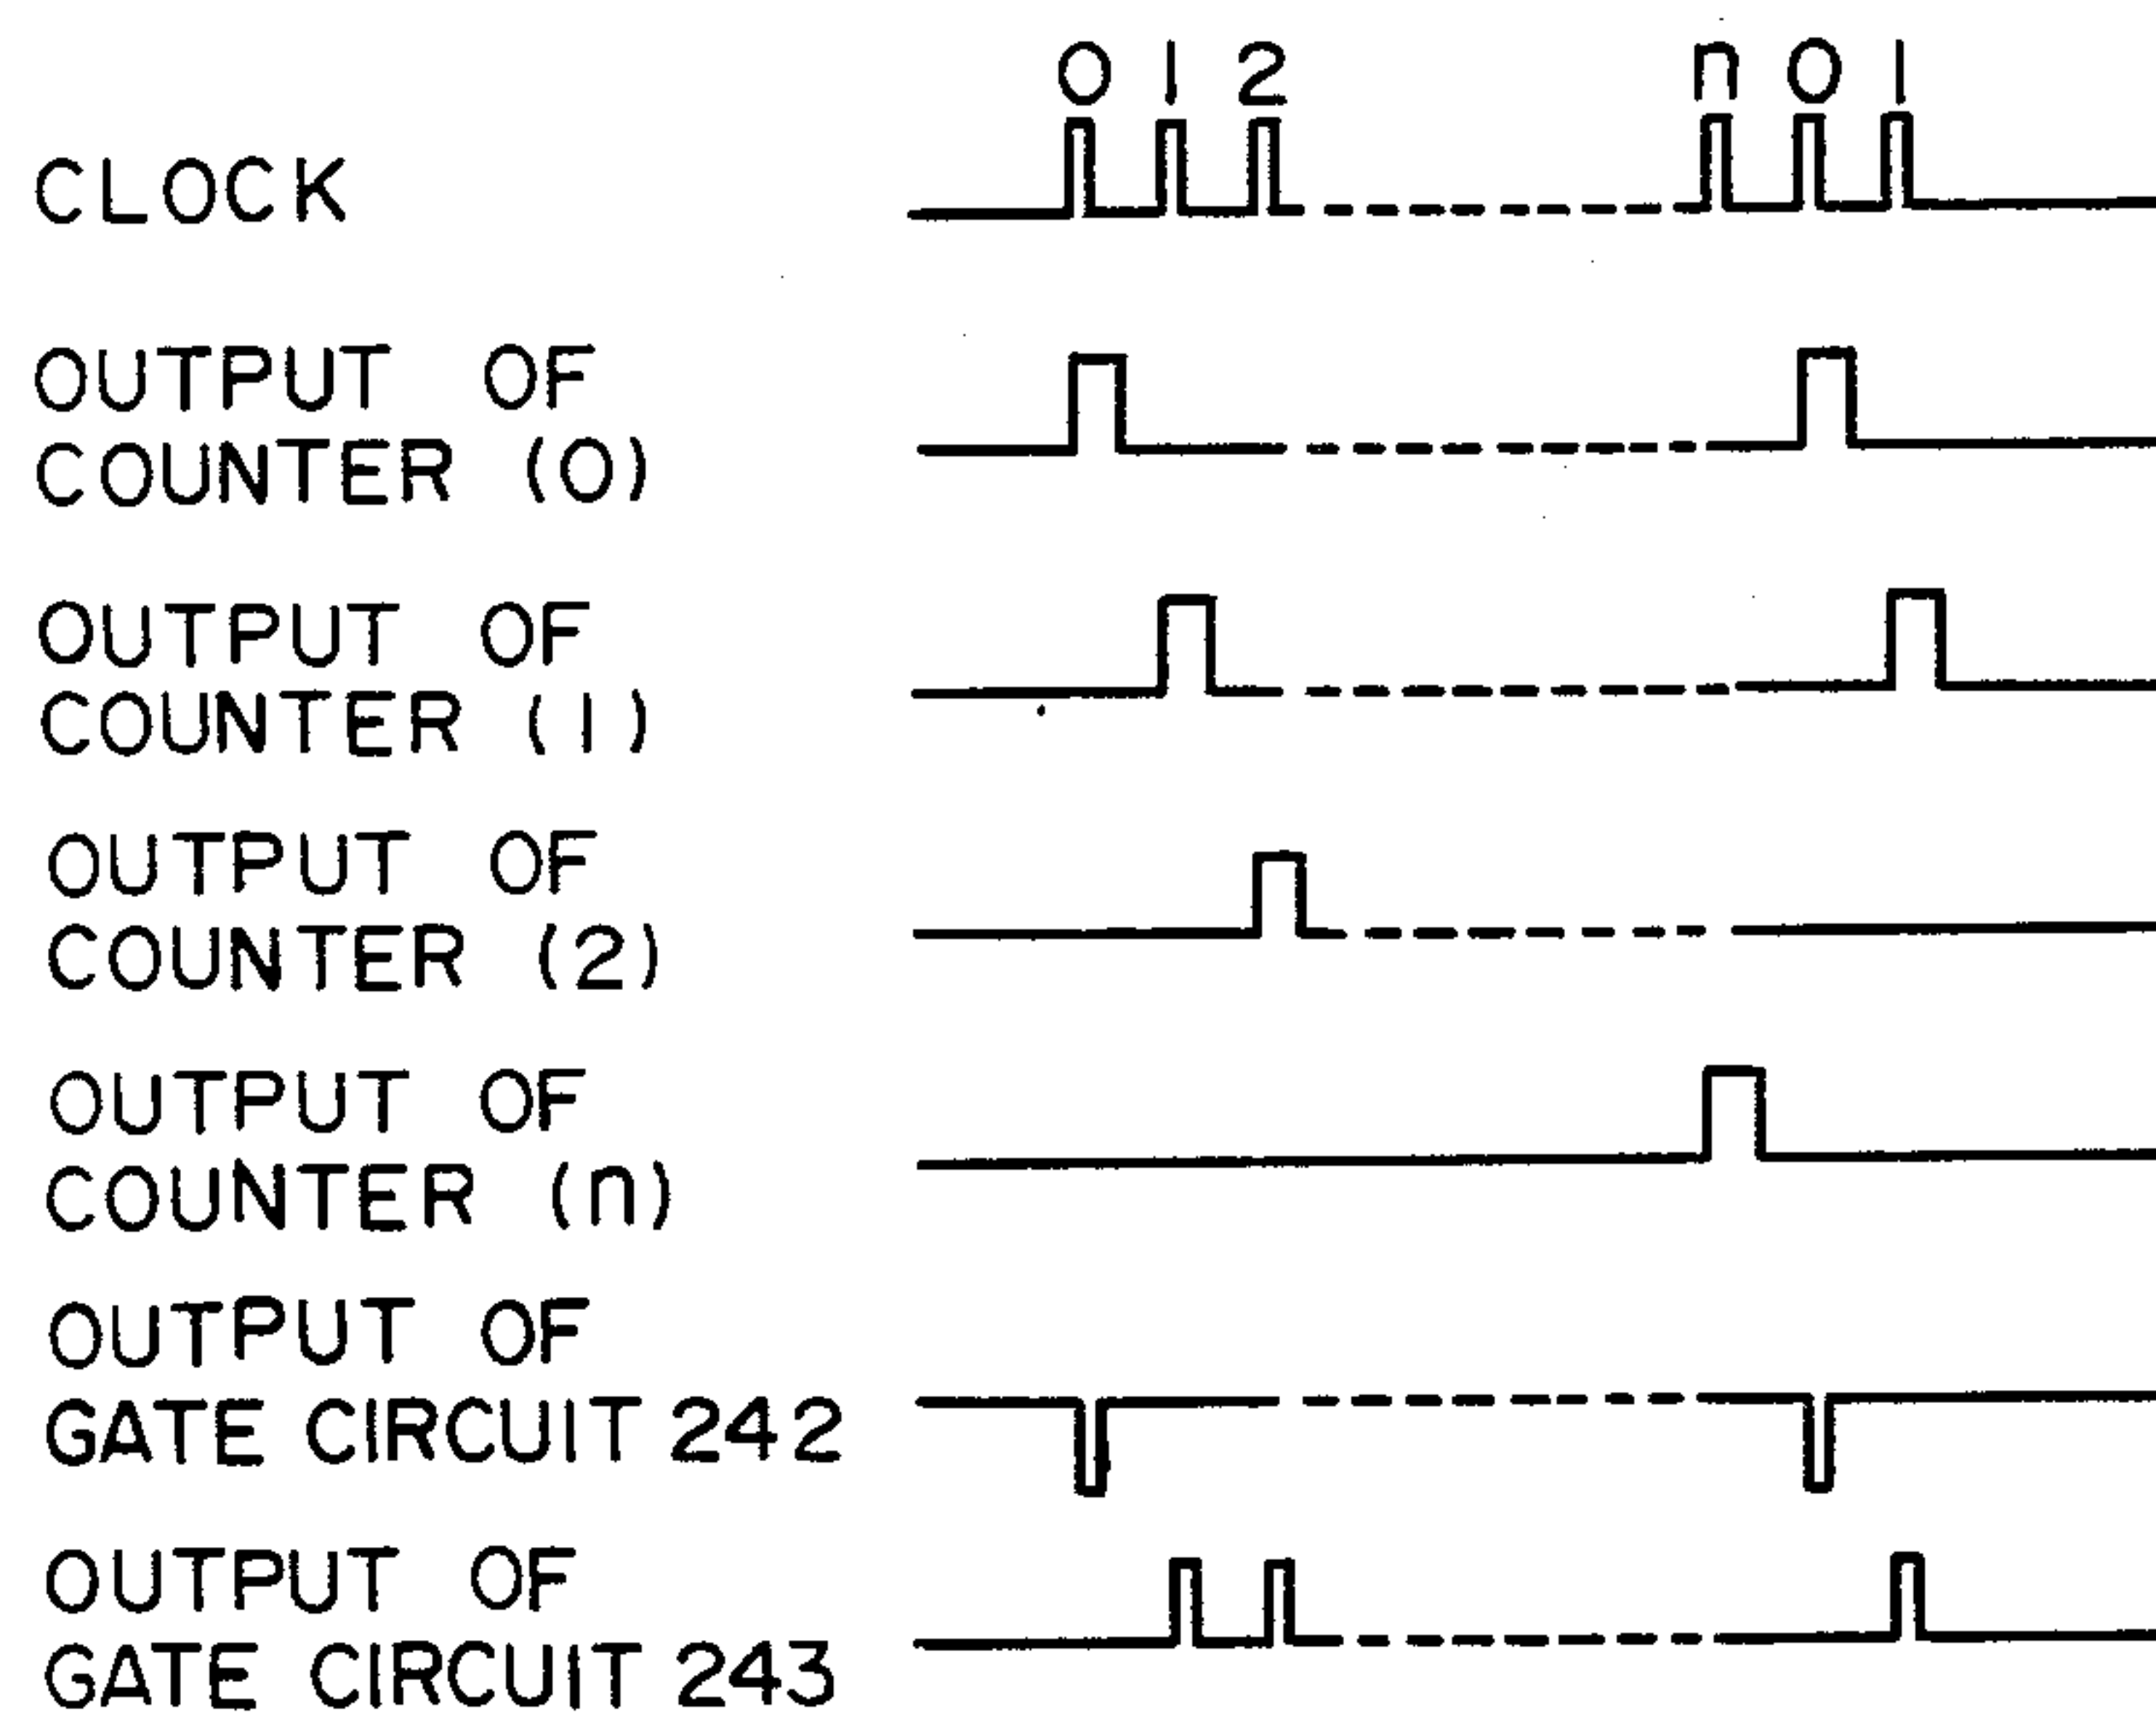 0 1 2 n 0 1
CLOCK
OUTPUT OF
COUNTER (0)
OUTPUT OF
COUNTER (1)
OUTPUT OF
COUNTER (2)
OUTPUT OF
COUNTER (n)
OUTPUT OF
GATE CIRCUIT 242
OUTPUT OF
GATE CIRCUIT 243